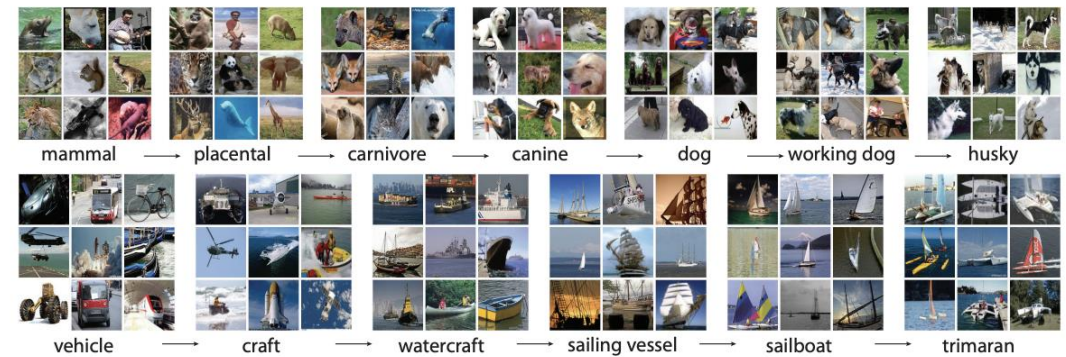 mammal → placental → carnivore → canine → dog → working dog → husky
vehicle → craft → watercraft → sailing vessel → sailboat → trimaran